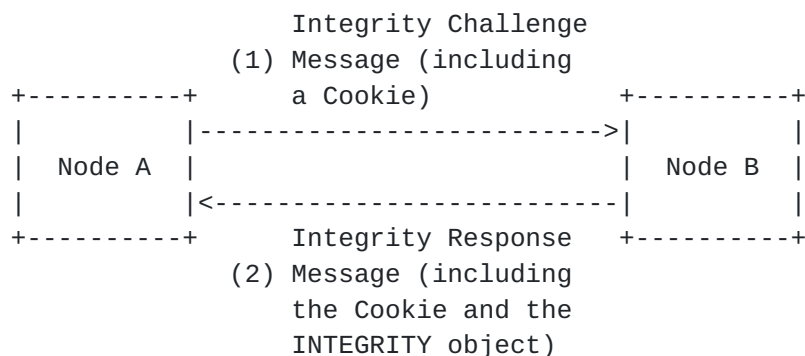 Integrity Challenge
(1) Message (including
a Cookie)
Node A
Node B
Integrity Response
(2) Message (including
the Cookie and the
INTEGRITY object)